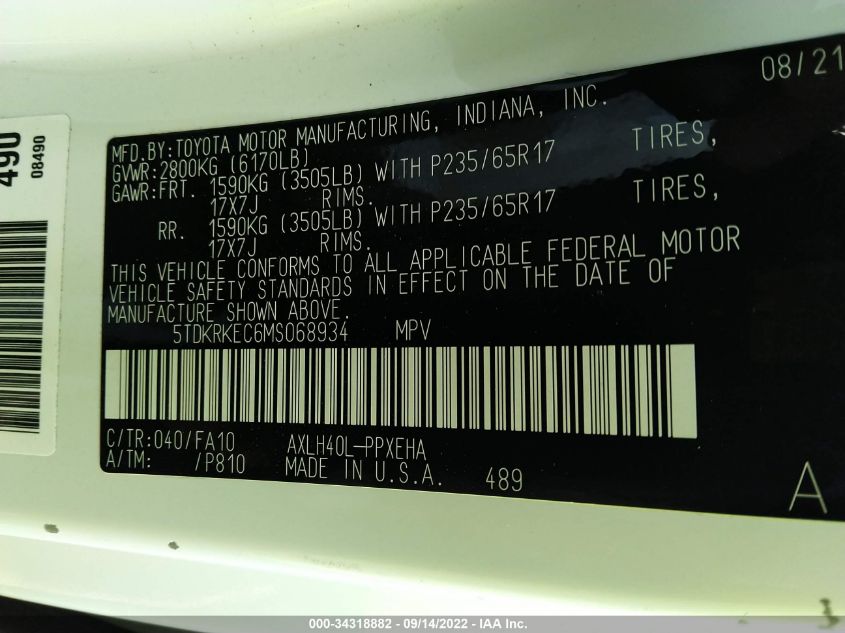 490
08490
08/21
MFD.BY:TOYOTA MOTOR MANUFACTURING, INDIANA, INC.
GVWR:2800KG (6170LB)
GAWR:FRT. 1590KG (3505LB) WITH P235/65R17 TIRES,
17X7J RIMS.
RR. 1590KG (3505LB) WITH P235/65R17 TIRES,
17X7J RIMS.
THIS VEHICLE CONFORMS TO ALL APPLICABLE FEDERAL MOTOR
VEHICLE SAFETY STANDARDS IN EFFECT ON THE DATE OF
MANUFACTURE SHOWN ABOVE.
5TDKRKEC6MS068934 MPV
C/TR:040/FA10 AXLH40L-PPXEHA
A/TM: /P810 MADE IN U.S.A. 489
A
000-34318882 - 09/14/2022 - IAA Inc.